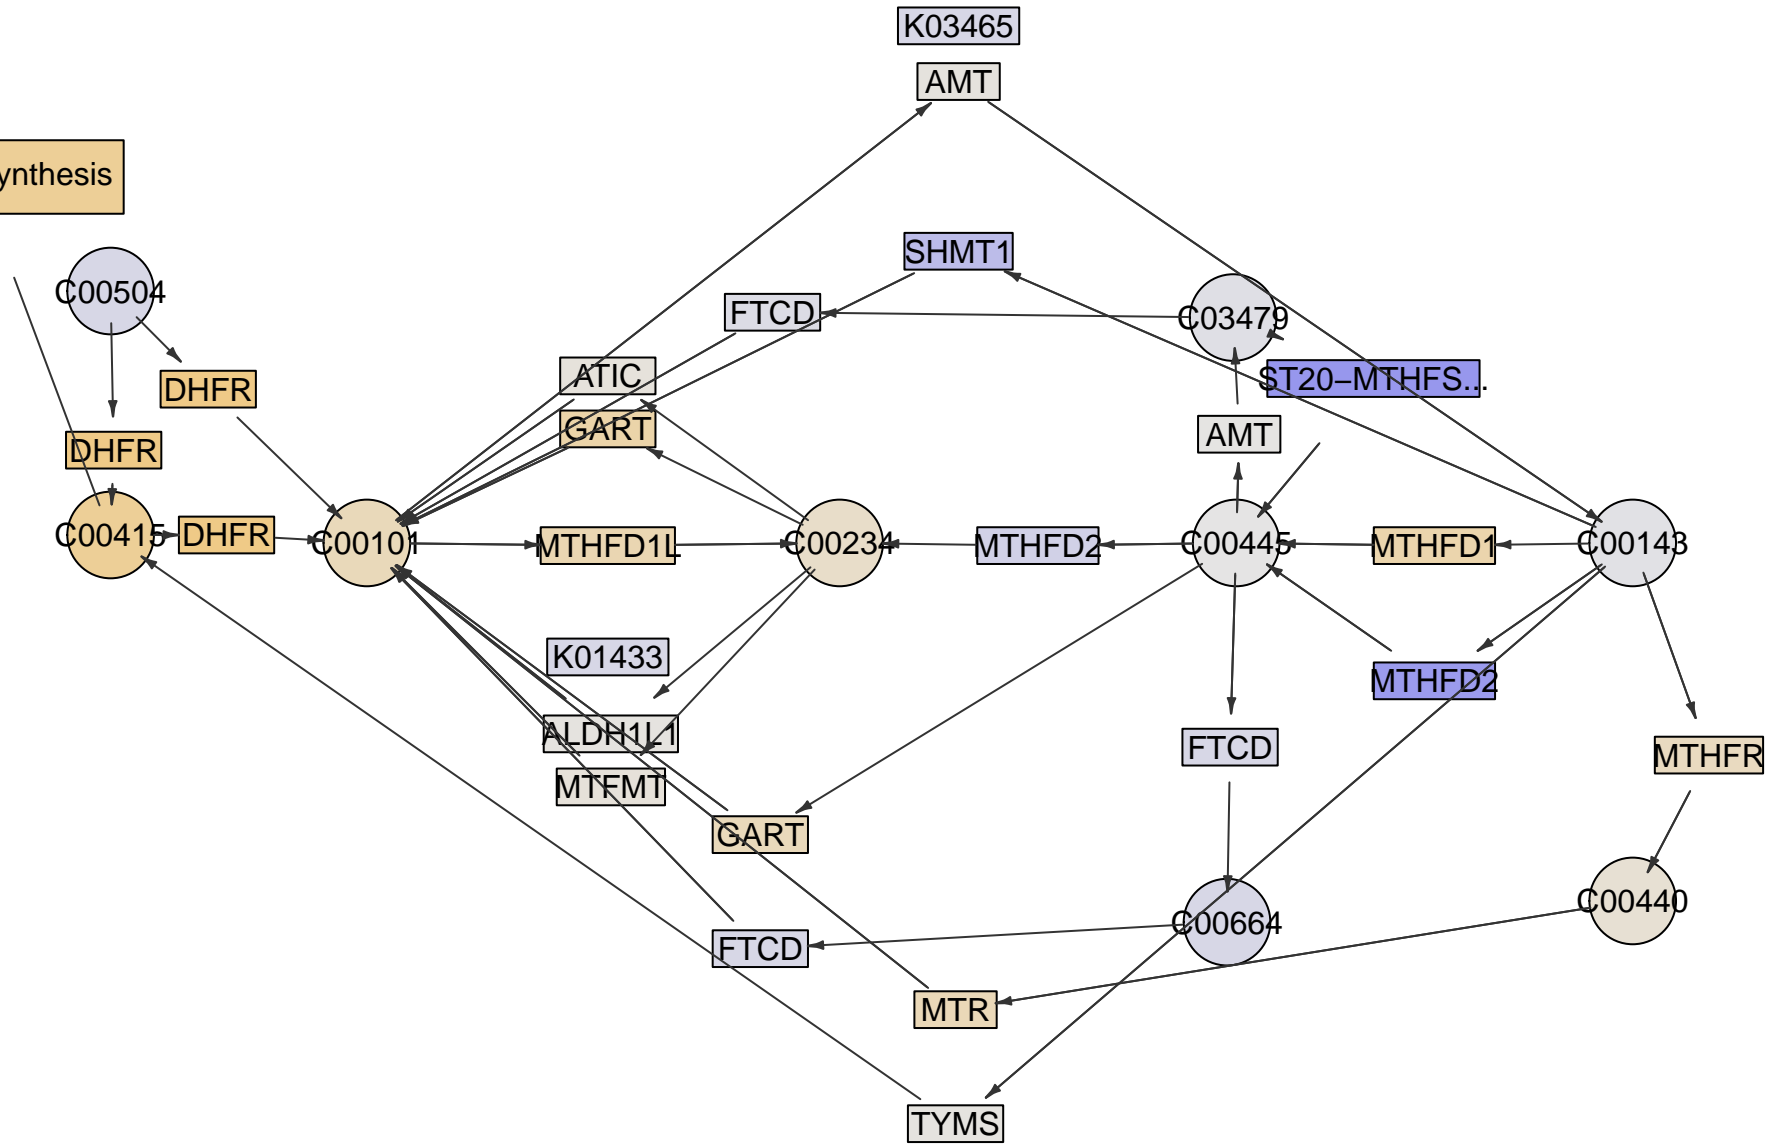 K03465
AMT
ynthesis
SHMT1
C00504
FTCD
C03479
ATIC
ST20−MTHFS...
DHFR
GART
AMT
DHFR
C00415
DHFR
C00101
MTHFD1L
C00234
MTHFD2
C00445
MTHFD1
C00143
K01433
MTHFD2
ALDH1L1
FTCD
MTHFR
MTFMT
GART
C00440
C00664
FTCD
MTR
TYMS